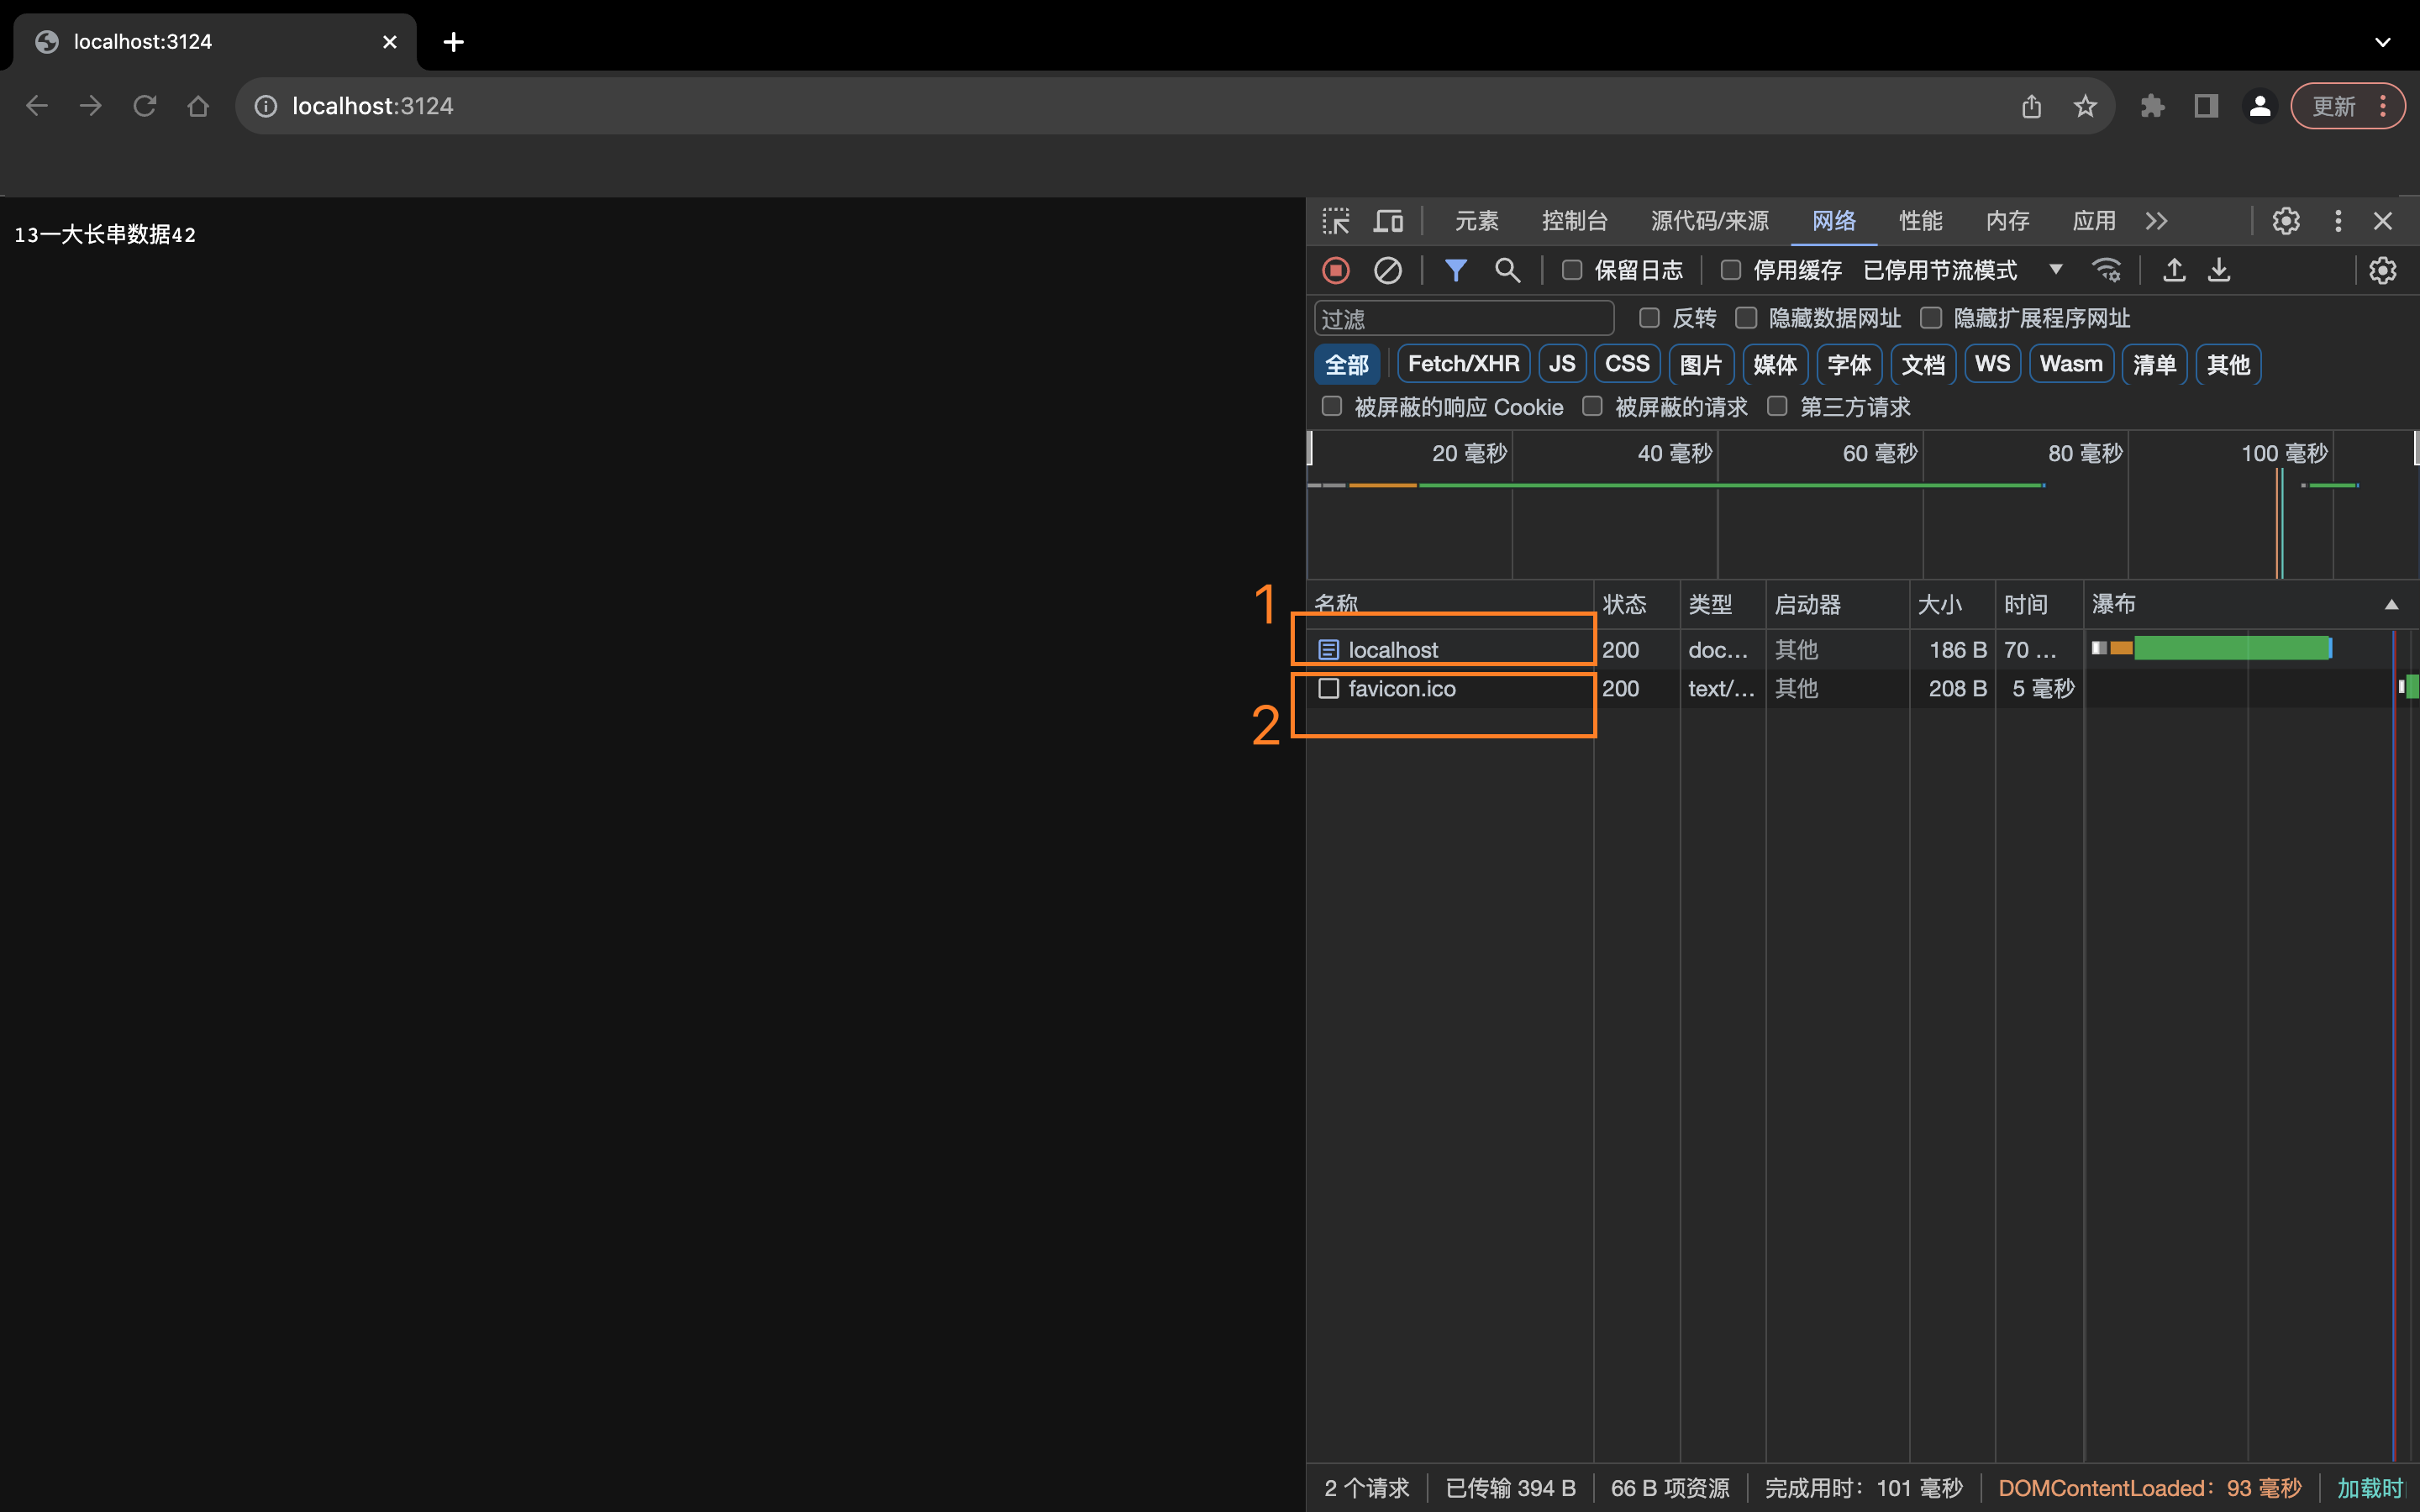 localhost:3124
localhost:3124
更新
13一大长串数据42
元素 控制台 源代码/来源 网络 性能 内存 应用
保留日志 停用缓存 已停用节流模式
过滤 反转 隐藏数据网址 隐藏扩展程序网址
全部 Fetch/XHR JS CSS 图片 媒体 字体 文档 WS Wasm 清单 其他
被屏蔽的响应 Cookie 被屏蔽的请求 第三方请求
20 毫秒 40 毫秒 60 毫秒 80 毫秒 100 毫秒
名称 状态 类型 启动器 大小 时间 瀑布
1
localhost 200 doc... 其他 186 B 70 ...
favicon.ico 200 text/... 其他 208 B 5 毫秒
2
2 个请求 已传输 394 B 66 B 项资源 完成用时：101 毫秒 DOMContentLoaded：93 毫秒 加载时